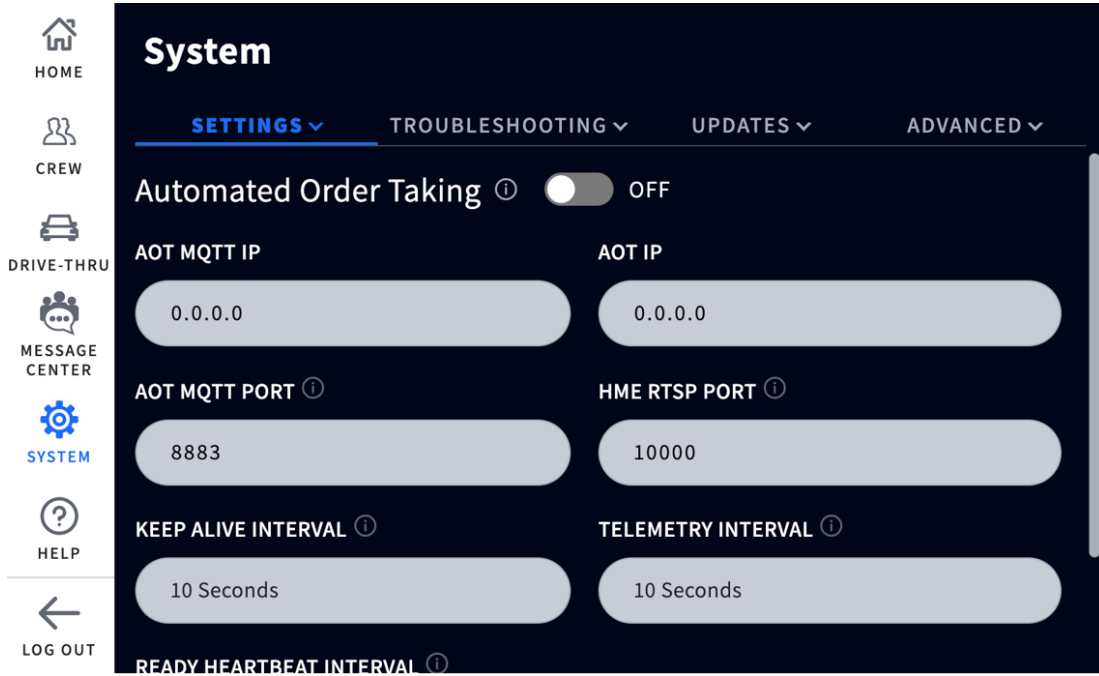 HOME
CREW
DRIVE-THRU
MESSAGE
CENTER
SYSTEM
HELP
LOG OUT
System
SETTINGS TROUBLESHOOTING UPDATES ADVANCED
Automated Order Taking OFF
AOT MQTT IP AOT IP
0.0.0.0 0.0.0.0
AOT MQTT PORT HME RTSP PORT
8883 10000
KEEP ALIVE INTERVAL TELEMETRY INTERVAL
10 Seconds 10 Seconds
READY HEARTBEAT INTERVAL